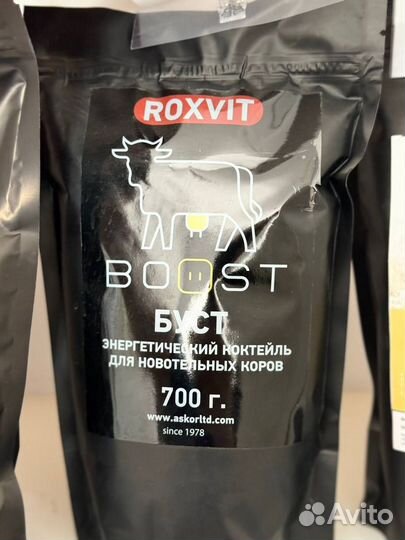 ROXVIT
BOOST
БУСТ
ЭНЕРГЕТИЧЕСКИЙ КОКТЕЙЛЬ
ДЛЯ НОВОТЕЛЬНЫХ КОРОВ
700 г.
www.askorltd.com
since 1978
Avito